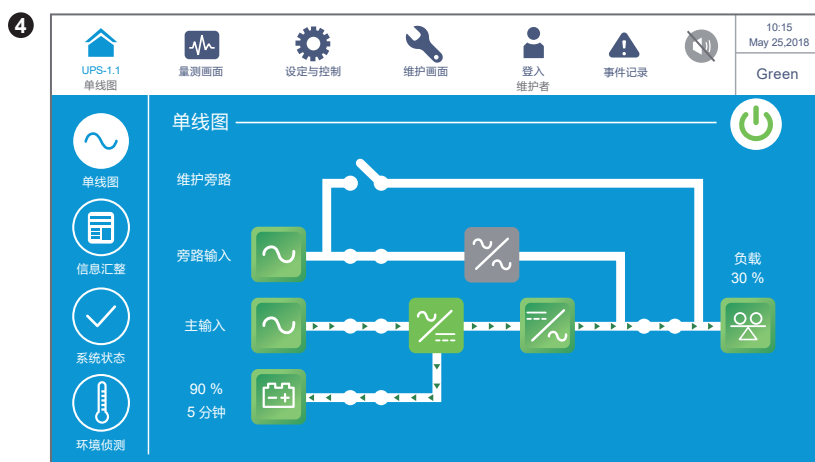 4
UPS-1.1
单线图
量测画面
设定与控制
维护画面
登入
维护者
事件记录
10:15
May 25,2018
Green
单线图
信息汇整
系统状态
环境侦测
单线图
维护旁路
旁路输入
主输入
90 %
5 分钟
负载
30 %